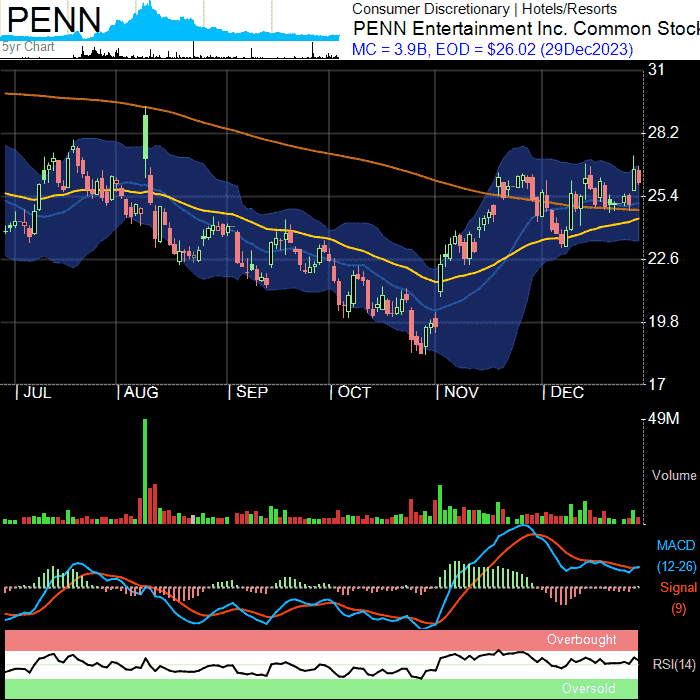 PENN
5yr Chart
Consumer Discretionary | Hotels/Resorts
PENN Entertainment Inc. Common Stoc
MC = 3.9B, EOD = $26.02 (29Dec2023)
31
28.2
25.4
22.6
19.8
17
JUL AUG SEP OCT NOV DEC
49M
Volume
MACD
(12-26)
Signal
(9)
Overbought
RSI(14)
Oversold